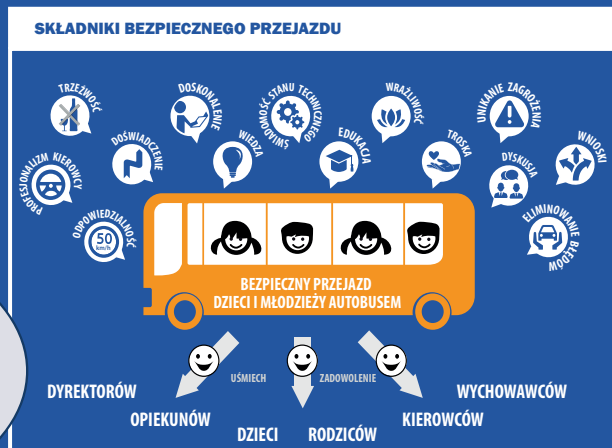 SKŁADNIKI BEZPIECZNEGO PRZEJAZDU
TRZEŹWOŚĆ
DOSKONALENIE
ŚWIADOMOŚĆ STANU TECHNICZNEGO
WRAŻLIWOŚĆ
UNIKANIE ZAGROŻENIA
DOŚWIADCZENIE
WIEDZA
EDUKACJA
TROSKA
DYSKUSJA
WNIOSKI
PROFESJONALIZM KIEROWCY
ODPOWIEDZIALNOŚĆ
50
km/h
ELIMINOWANIE BŁĘDÓW
BEZPIECZNY PRZEJAZD
DZIECI I MŁODZIEŻY AUTOBUSEM
UŚMIECH
ZADOWOLENIE
DYREKTORÓW
WYCHOWAWCÓW
OPIEKUNÓW
KIEROWCÓW
DZIECI
RODZICÓW